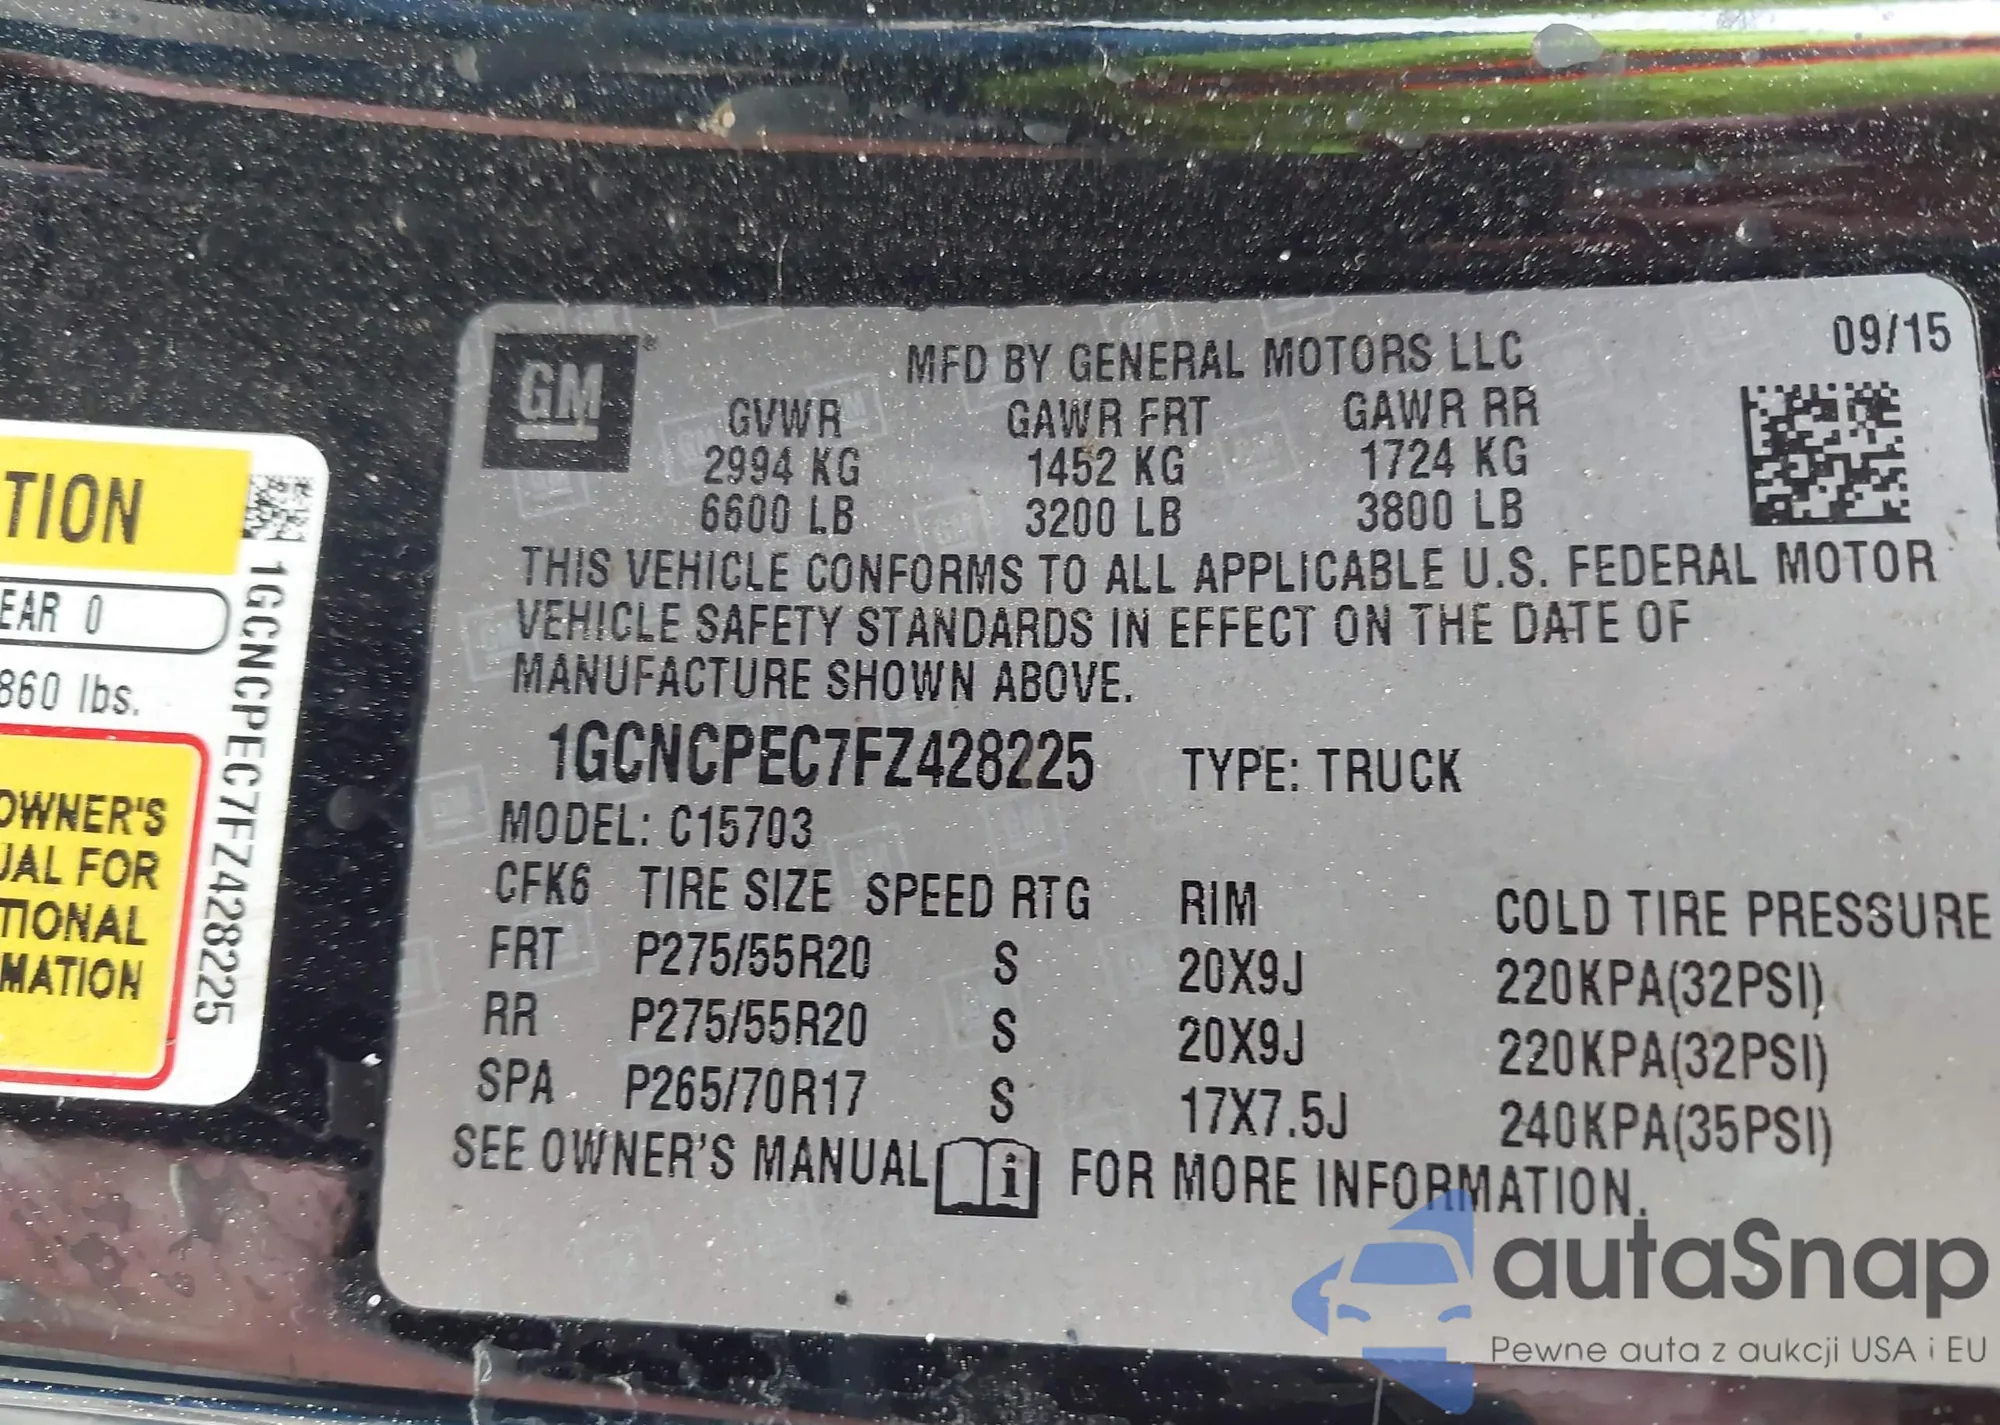 TION
EAR 0
860 lbs.
OWNER'S
UAL FOR
TIONAL
MATION
1GCNCPEC7FZ428225
GM
MFD BY GENERAL MOTORS LLC 09/15
GVWR GAWR FRT GAWR RR
2994 KG 1452 KG 1724 KG
6600 LB 3200 LB 3800 LB
THIS VEHICLE CONFORMS TO ALL APPLICABLE U.S. FEDERAL MOTOR
VEHICLE SAFETY STANDARDS IN EFFECT ON THE DATE OF
MANUFACTURE SHOWN ABOVE.
1GCNCPEC7FZ428225 TYPE: TRUCK
MODEL: C15703
CFK6 TIRE SIZE SPEED RTG RIM COLD TIRE PRESSURE
FRT P275/55R20 S 20X9J 220KPA(32PSI)
RR P275/55R20 S 20X9J 220KPA(32PSI)
SPA P265/70R17 S 17X7.5J 240KPA(35PSI)
SEE OWNER'S MANUAL i FOR MORE INFORMATION.
autaSnap
Pewne auta z aukcji USA i EU